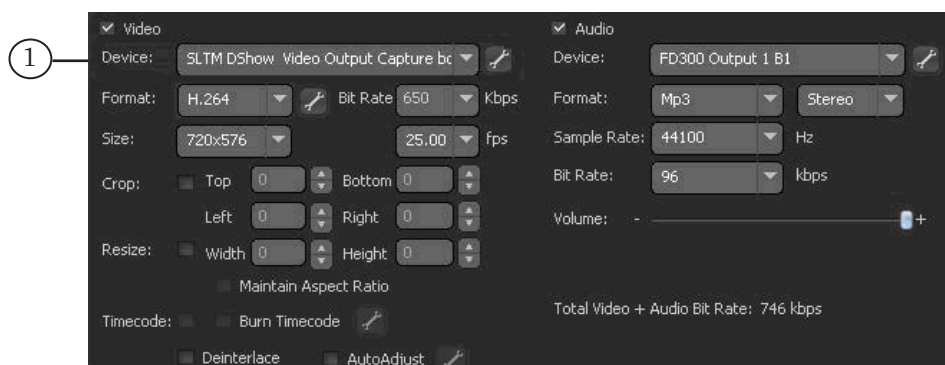 1
Video
Device: SLTM DShow Video Output Capture bc
Format: H.264 Bit Rate 650 Kbps
Size: 720x576 25.00 fps
Crop: Top 0 Bottom 0
Left 0 Right 0
Resize: Width 0 Height 0
Maintain Aspect Ratio
Timecode: Burn Timecode
Deinterlace AutoAdjust
Audio
Device: FD300 Output 1 B1
Format: Mp3 Stereo
Sample Rate: 44100 Hz
Bit Rate: 96 kbps
Volume: - +
Total Video + Audio Bit Rate: 746 kbps